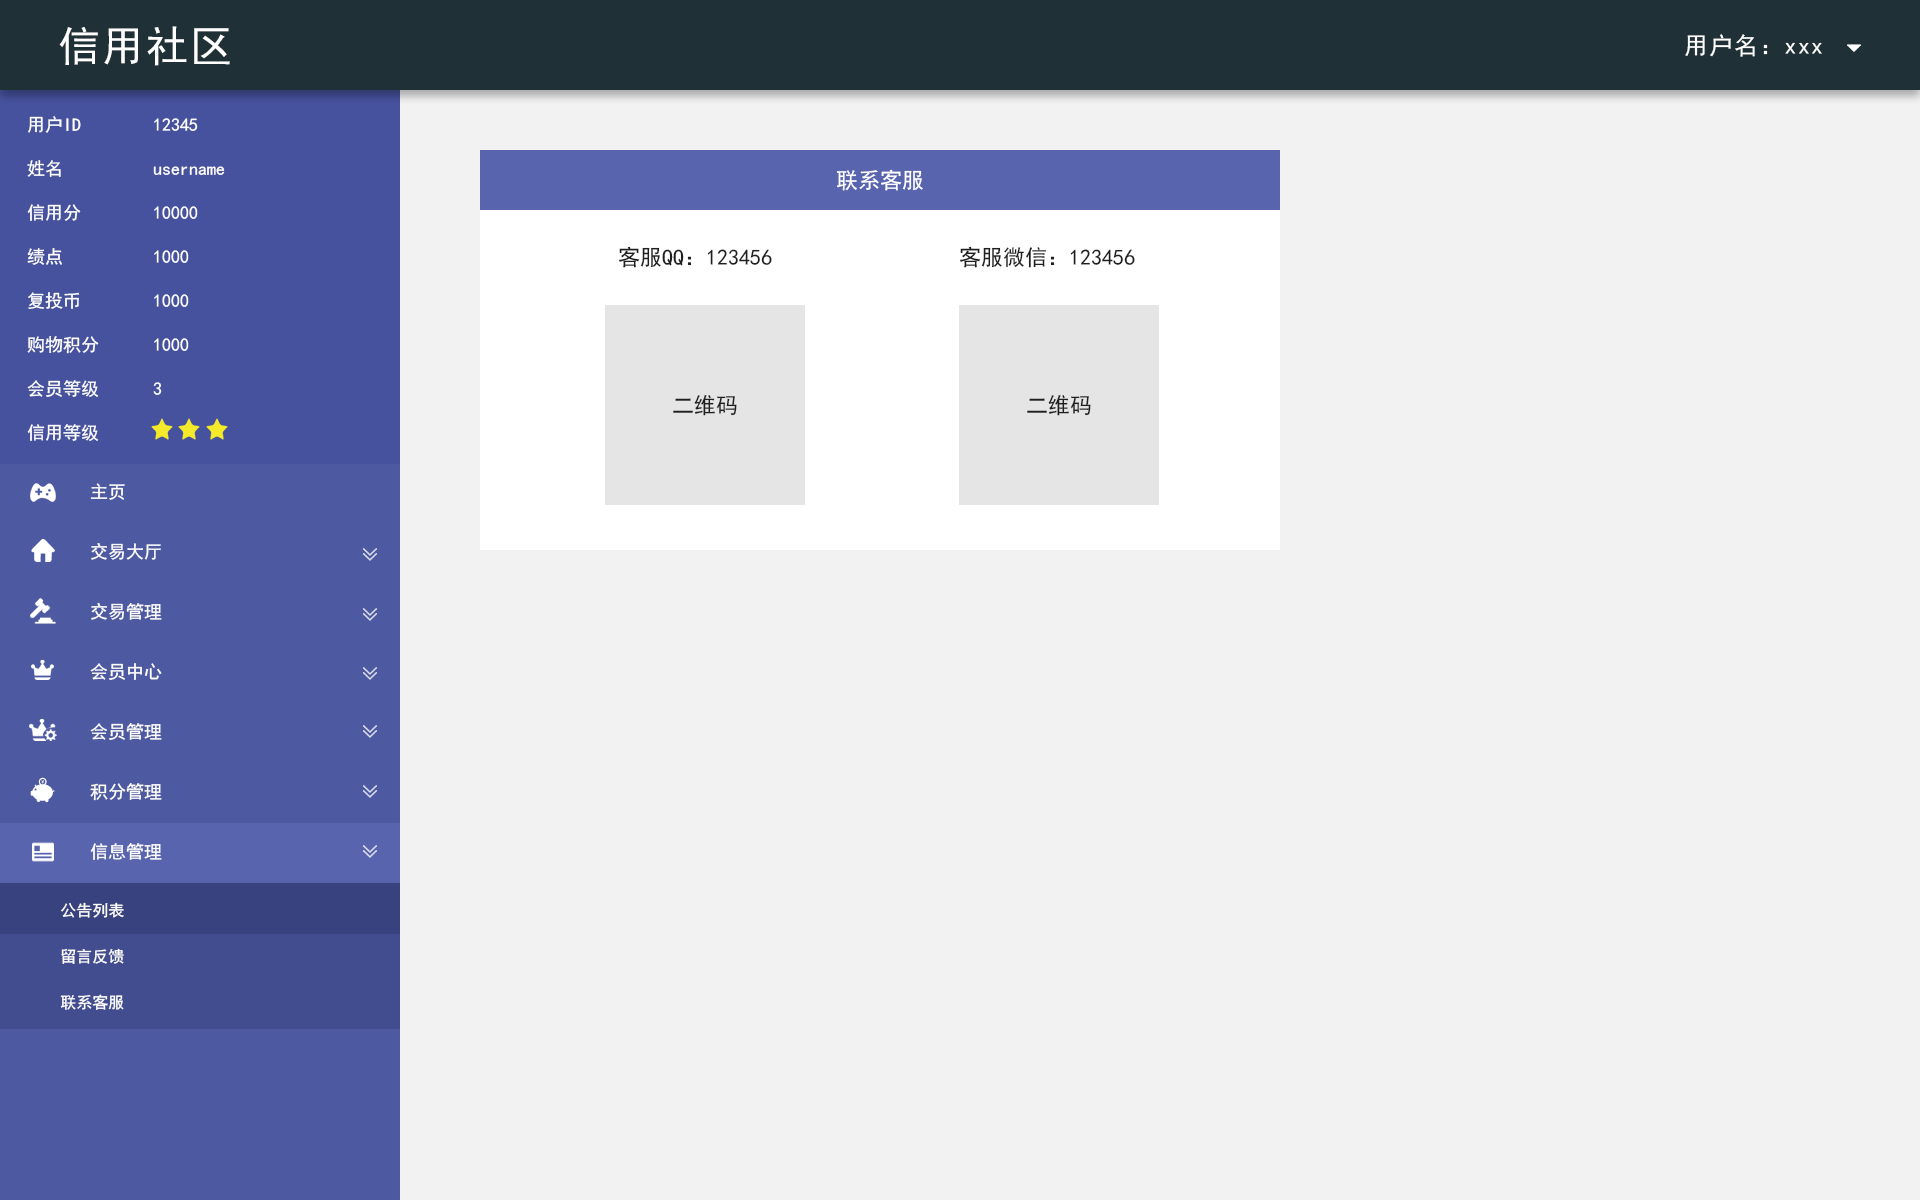 信用社区
用户名：xxx
用户ID 12345
姓名 username
信用分 10000
绩点 1000
复投币 1000
购物积分 1000
会员等级 3
信用等级
主页
交易大厅
交易管理
会员中心
会员管理
积分管理
信息管理
公告列表
留言反馈
联系客服
联系客服
客服QQ：123456 客服微信：123456
二维码 二维码